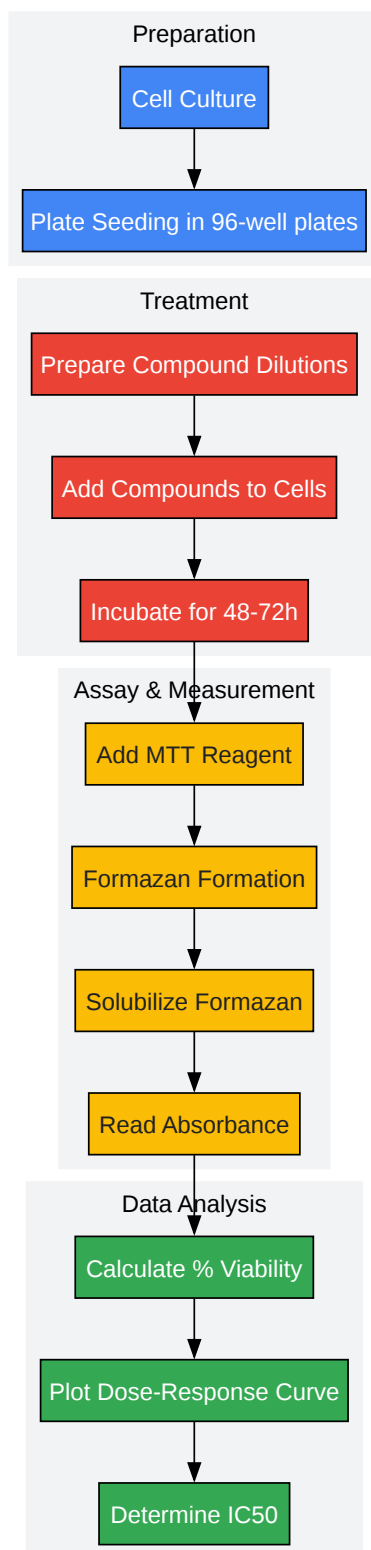 Preparation
Cell Culture
Plate Seeding in 96-well plates
Treatment
Prepare Compound Dilutions
Add Compounds to Cells
Incubate for 48-72h
Assay & Measurement
Add MTT Reagent
Formazan Formation
Solubilize Formazan
Read Absorbance
Data Analysis
Calculate % Viability
Plot Dose-Response Curve
Determine IC50